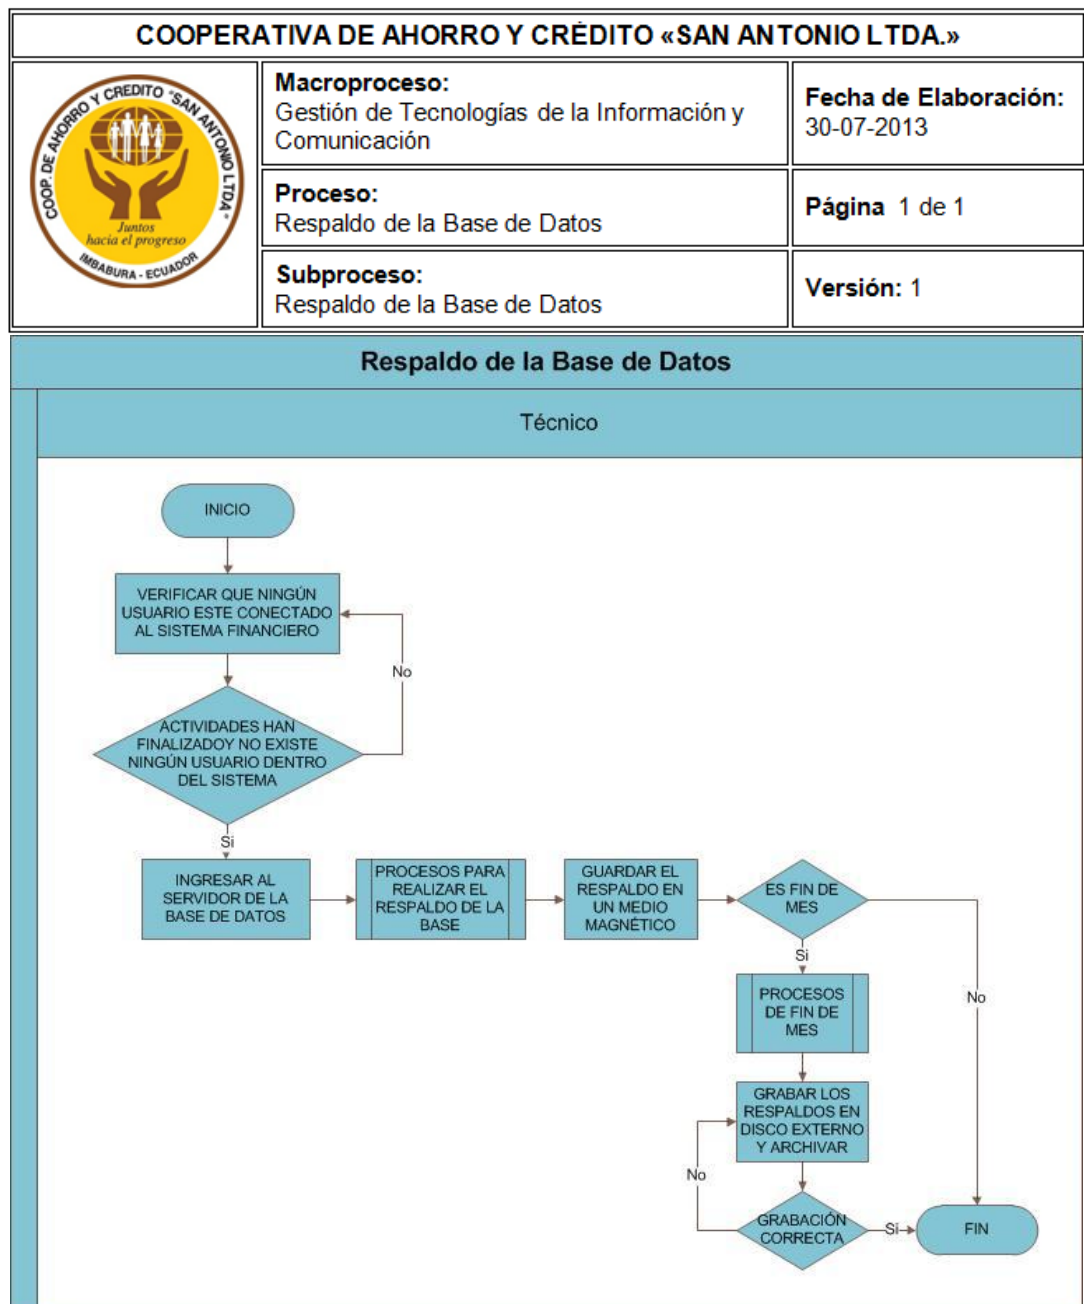 COOPERATIVA DE AHORRO Y CRÉDITO «SAN ANTONIO LTDA.»
COOP. DE AHORRO Y CREDITO "SAN ANTONIO LTDA"
Juntos
hacia el progreso
IMBABURA - ECUADOR
Macroproceso:
Gestión de Tecnologías de la Información y
Comunicación
Fecha de Elaboración:
30-07-2013
Proceso:
Respaldo de la Base de Datos
Página 1 de 1
Subproceso:
Respaldo de la Base de Datos
Versión: 1
Respaldo de la Base de Datos
Técnico
INICIO
VERIFICAR QUE NINGÚN
USUARIO ESTE CONECTADO
AL SISTEMA FINANCIERO
No
ACTIVIDADES HAN
FINALIZADOY NO EXISTE
NINGÚN USUARIO DENTRO
DEL SISTEMA
Si
INGRESAR AL
SERVIDOR DE LA
BASE DE DATOS
PROCESOS PARA
REALIZAR EL
RESPALDO DE LA
BASE
GUARDAR EL
RESPALDO EN
UN MEDIO
MAGNÉTICO
ES FIN DE
MES
Si
No
PROCESOS
DE FIN DE
MES
GRABAR LOS
RESPALDOS EN
DISCO EXTERNO
Y ARCHIVAR
No
GRABACIÓN
CORRECTA
Si
FIN